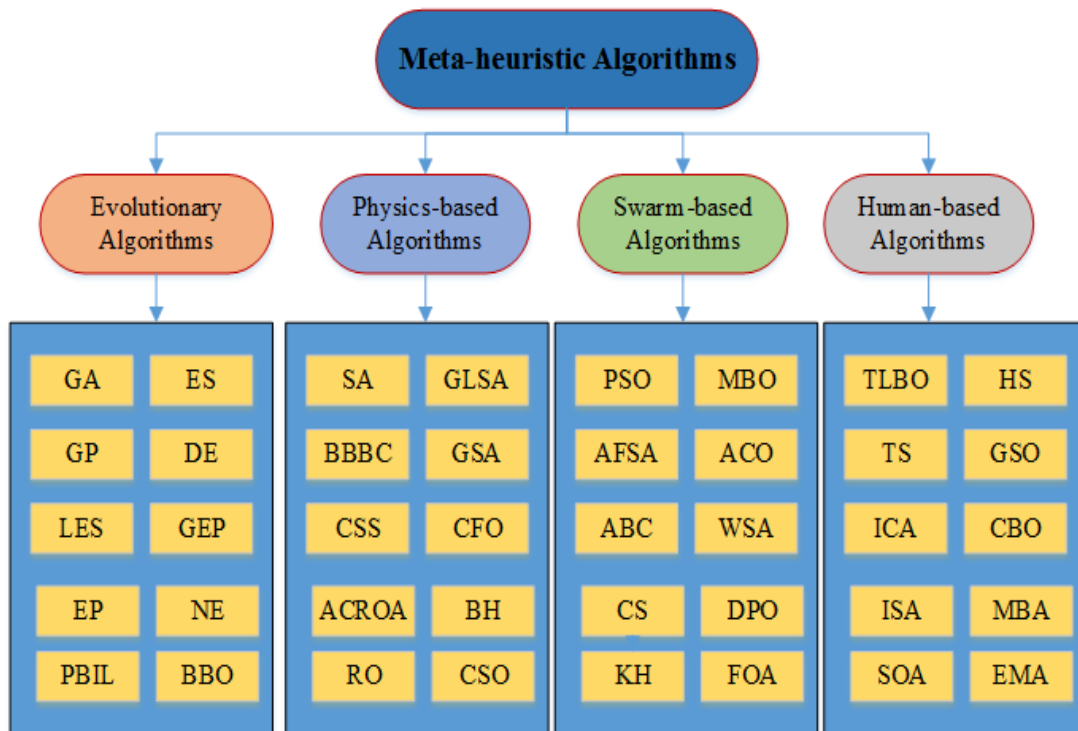 Meta-heuristic Algorithms
Evolutionary
Algorithms
Physics-based
Algorithms
Swarm-based
Algorithms
Human-based
Algorithms
GA ES
GP DE
LES GEP
EP NE
PBIL BBO
SA GLSA
BBBC GSA
CSS CFO
ACROA BH
RO CSO
PSO MBO
AFSA ACO
ABC WSA
CS DPO
KH FOA
TLBO HS
TS GSO
ICA CBO
ISA MBA
SOA EMA